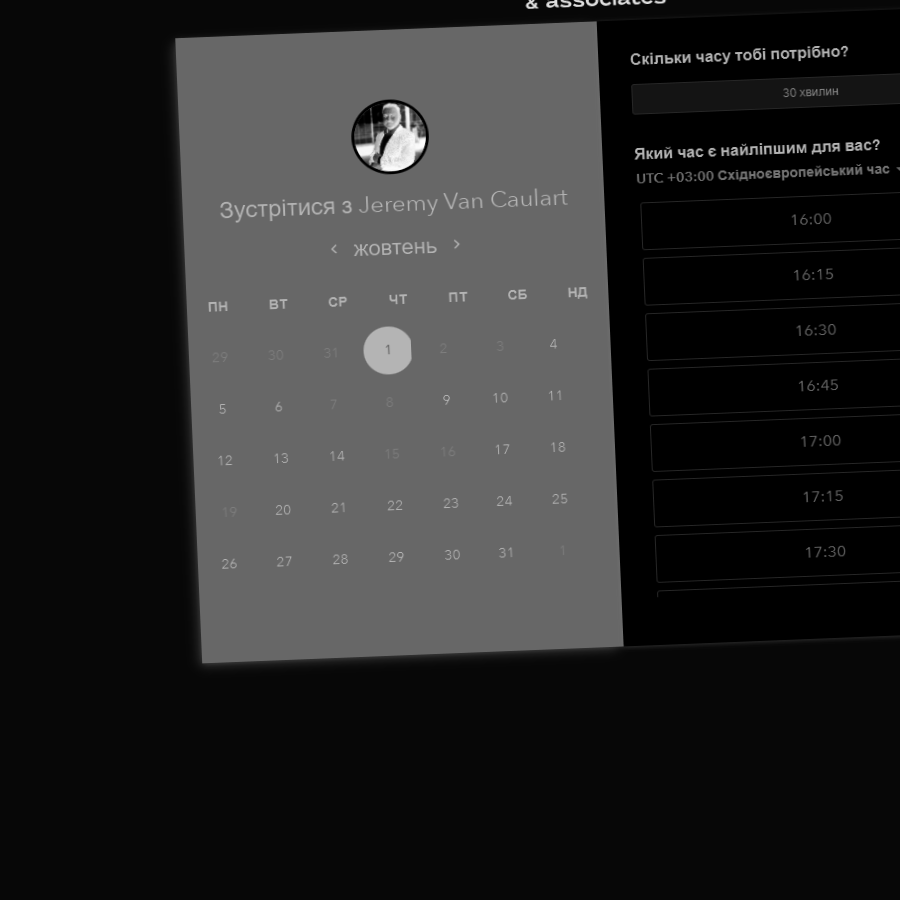 & associates
Зустрітися з Jeremy Van Caulart
жовтень
ПН ВТ СР ЧТ ПТ СБ НД
29 30 31 1 2 3 4
5 6 7 8 9 10 11
12 13 14 15 16 17 18
19 20 21 22 23 24 25
26 27 28 29 30 31 1
Скільки часу тобі потрібно?
30 хвилин
Який час є найліпшим для вас?
UTC +03:00 Східноєвропейський час
16:00
16:15
16:30
16:45
17:00
17:15
17:30